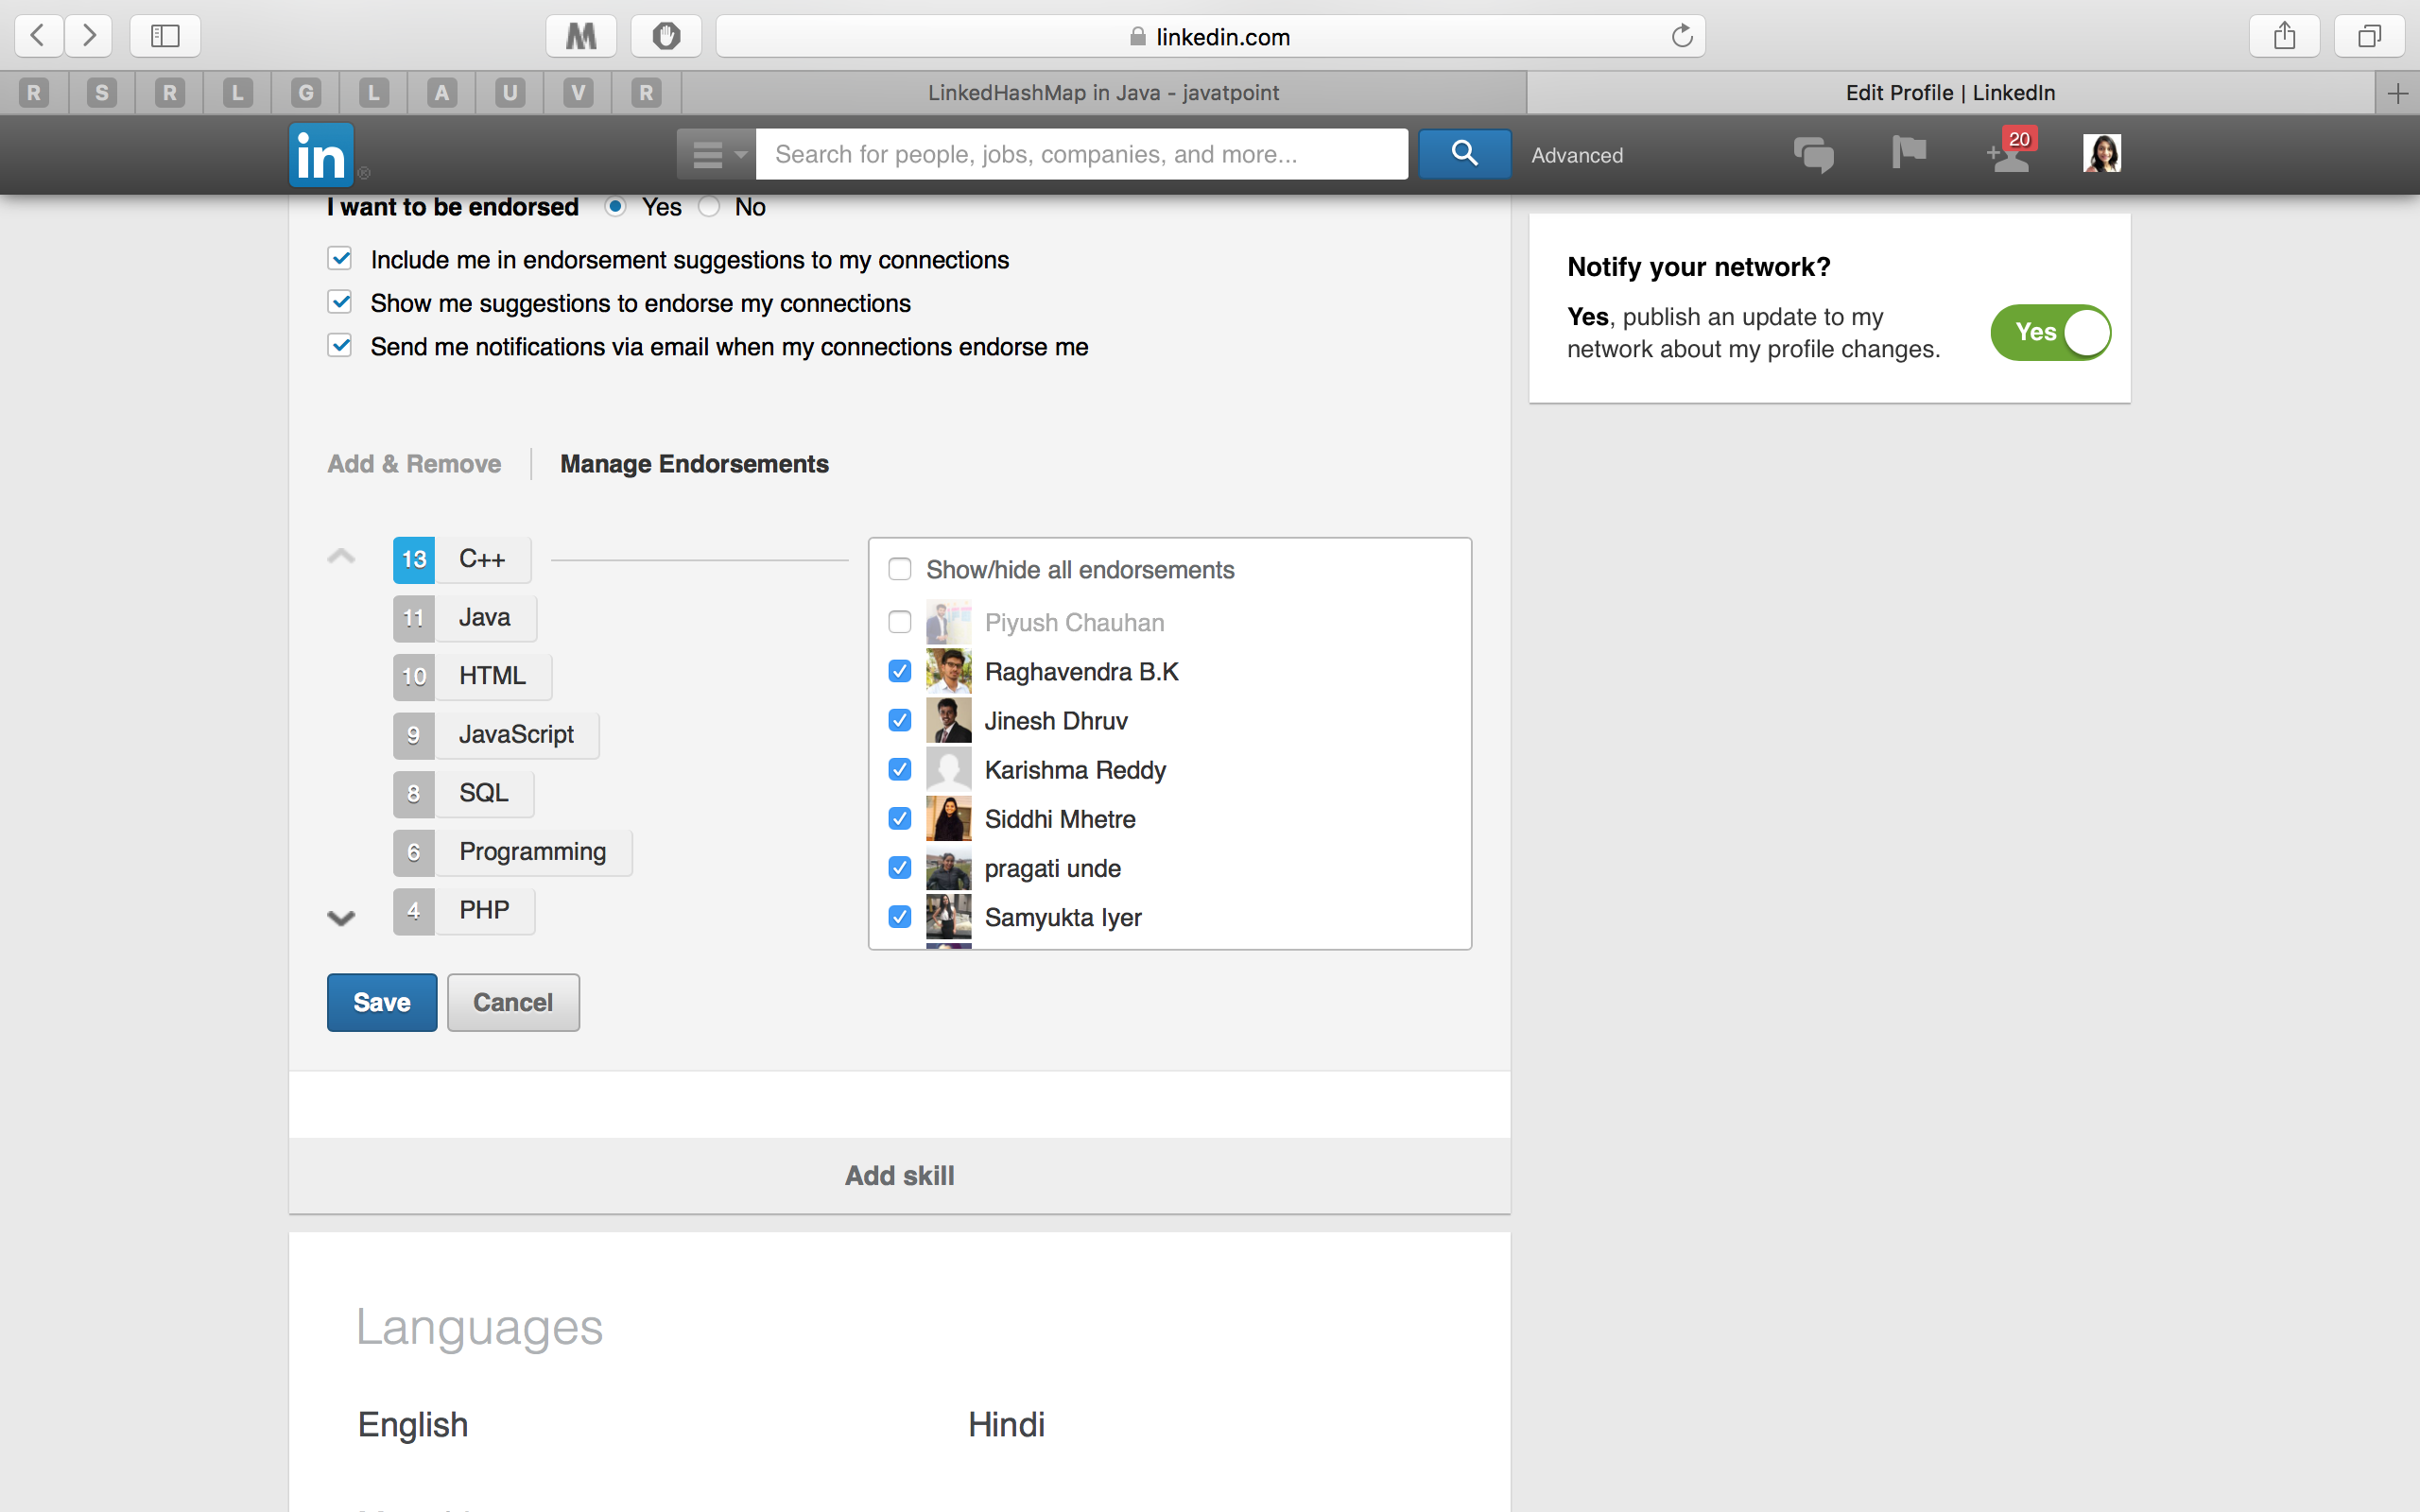 linkedin.com
R S R L G L A U V R LinkedHashMap in Java - javatpoint Edit Profile | LinkedIn
in Search for people, jobs, companies, and more... Advanced 20
I want to be endorsed Yes No
Include me in endorsement suggestions to my connections
Show me suggestions to endorse my connections
Send me notifications via email when my connections endorse me
Notify your network?
Yes, publish an update to my
network about my profile changes.
Yes
Add & Remove Manage Endorsements
13 C++
11 Java
10 HTML
9 JavaScript
8 SQL
6 Programming
4 PHP
Show/hide all endorsements
Piyush Chauhan
Raghavendra B.K
Jinesh Dhruv
Karishma Reddy
Siddhi Mhetre
pragati unde
Samyukta Iyer
Save Cancel
Add skill
Languages
English Hindi